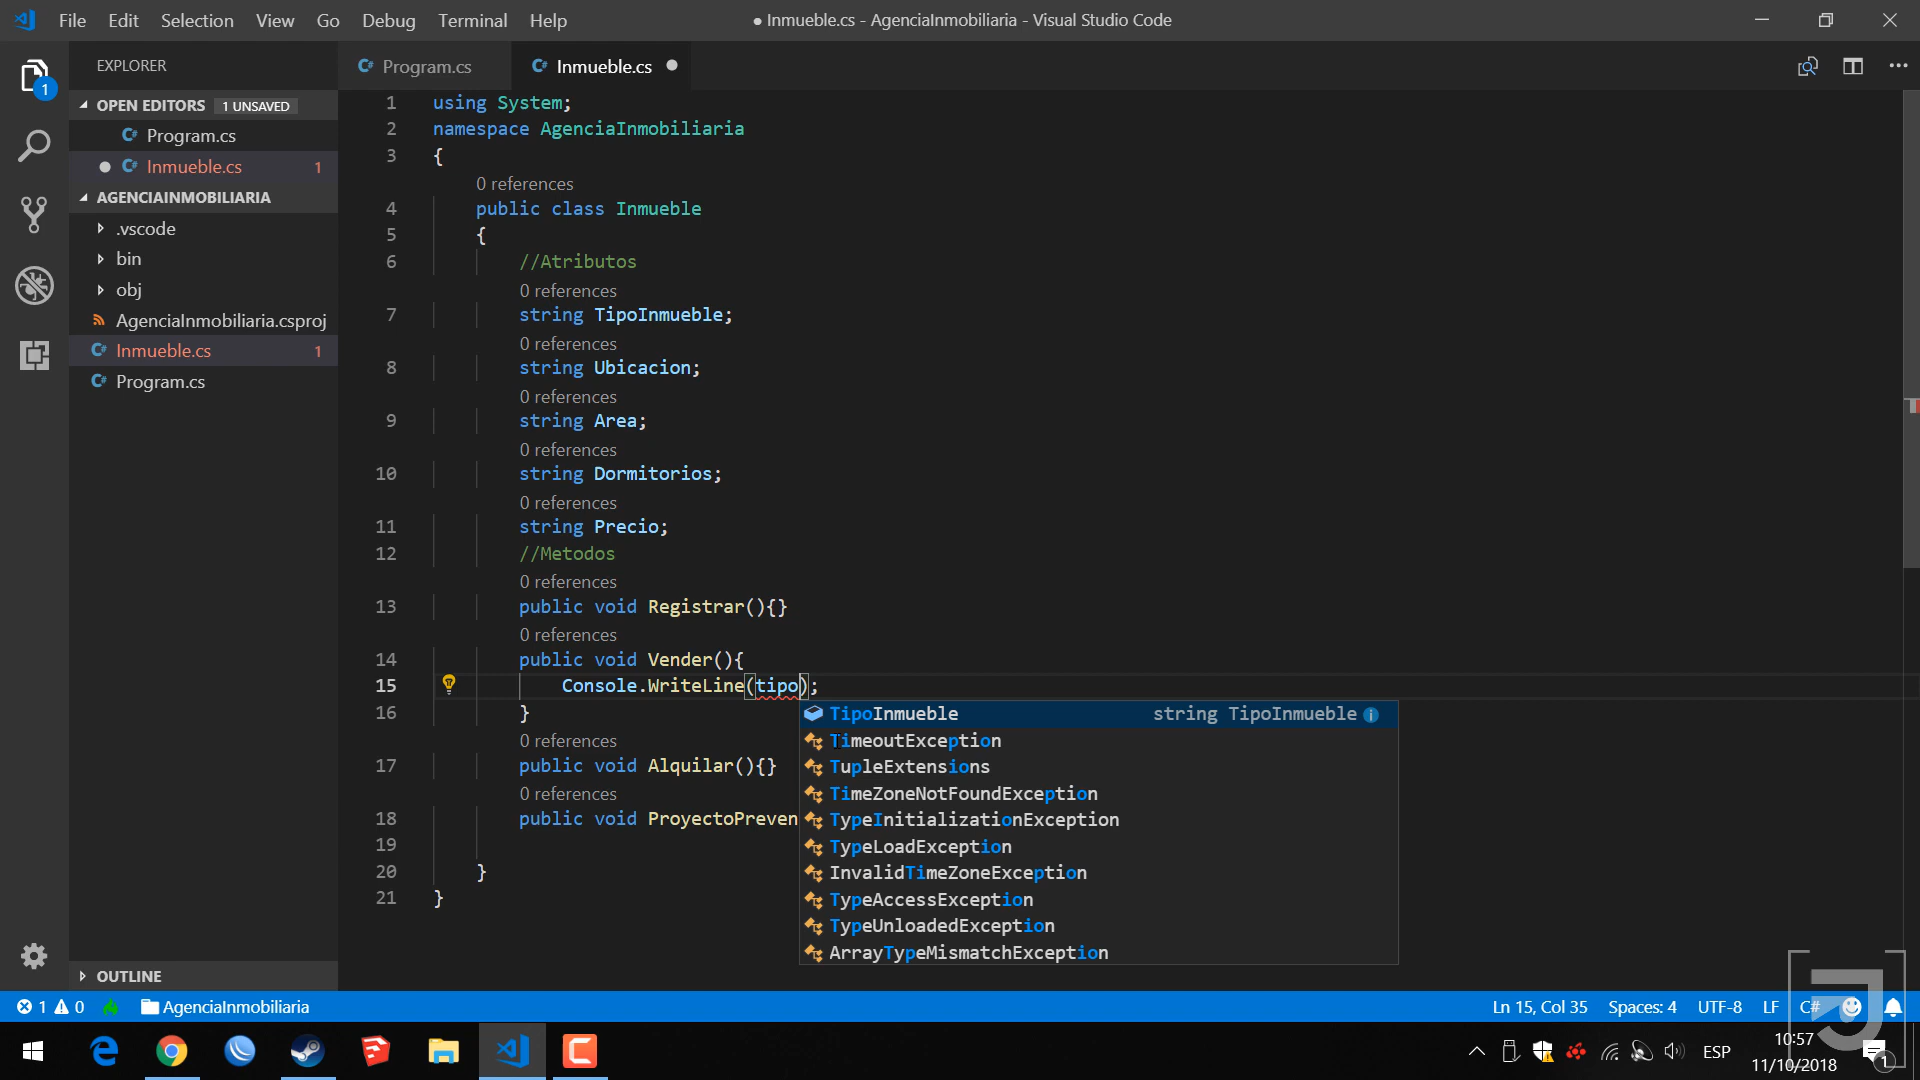 File Edit Selection View Go Debug Terminal Help
● Inmueble.cs - AgenciaInmobiliaria - Visual Studio Code
EXPLORER
OPEN EDITORS 1 UNSAVED
Program.cs
Inmueble.cs 1
AGENCIAINMOBILIARIA
.vscode
bin
obj
AgenciaInmobiliaria.csproj
Inmueble.cs 1
Program.cs
OUTLINE
1
Program.cs
Inmueble.cs
1 using System;
2 namespace AgenciaInmobiliaria
3 {
0 references
4 public class Inmueble
5 {
6 //Atributos
0 references
7 string TipoInmueble;
0 references
8 string Ubicacion;
0 references
9 string Area;
0 references
10 string Dormitorios;
0 references
11 string Precio;
12 //Metodos
0 references
13 public void Registrar(){}
0 references
14 public void Vender(){
15 Console.WriteLine(tipo);
16 }
0 references
17 public void Alquilar(){}
0 references
18 public void ProyectoPreven
19
20 }
21 }
TipoInmueble string TipoInmueble
TimeoutException
TupleExtensions
TimeZoneNotFoundException
TypeInitializationException
TypeLoadException
InvalidTimeZoneException
TypeAccessException
TypeUnloadedException
ArrayTypeMismatchException
1 0 AgenciaInmobiliaria
Ln 15, Col 35 Spaces: 4 UTF-8 LF C#
ESP
10:57
11/10/2018
1